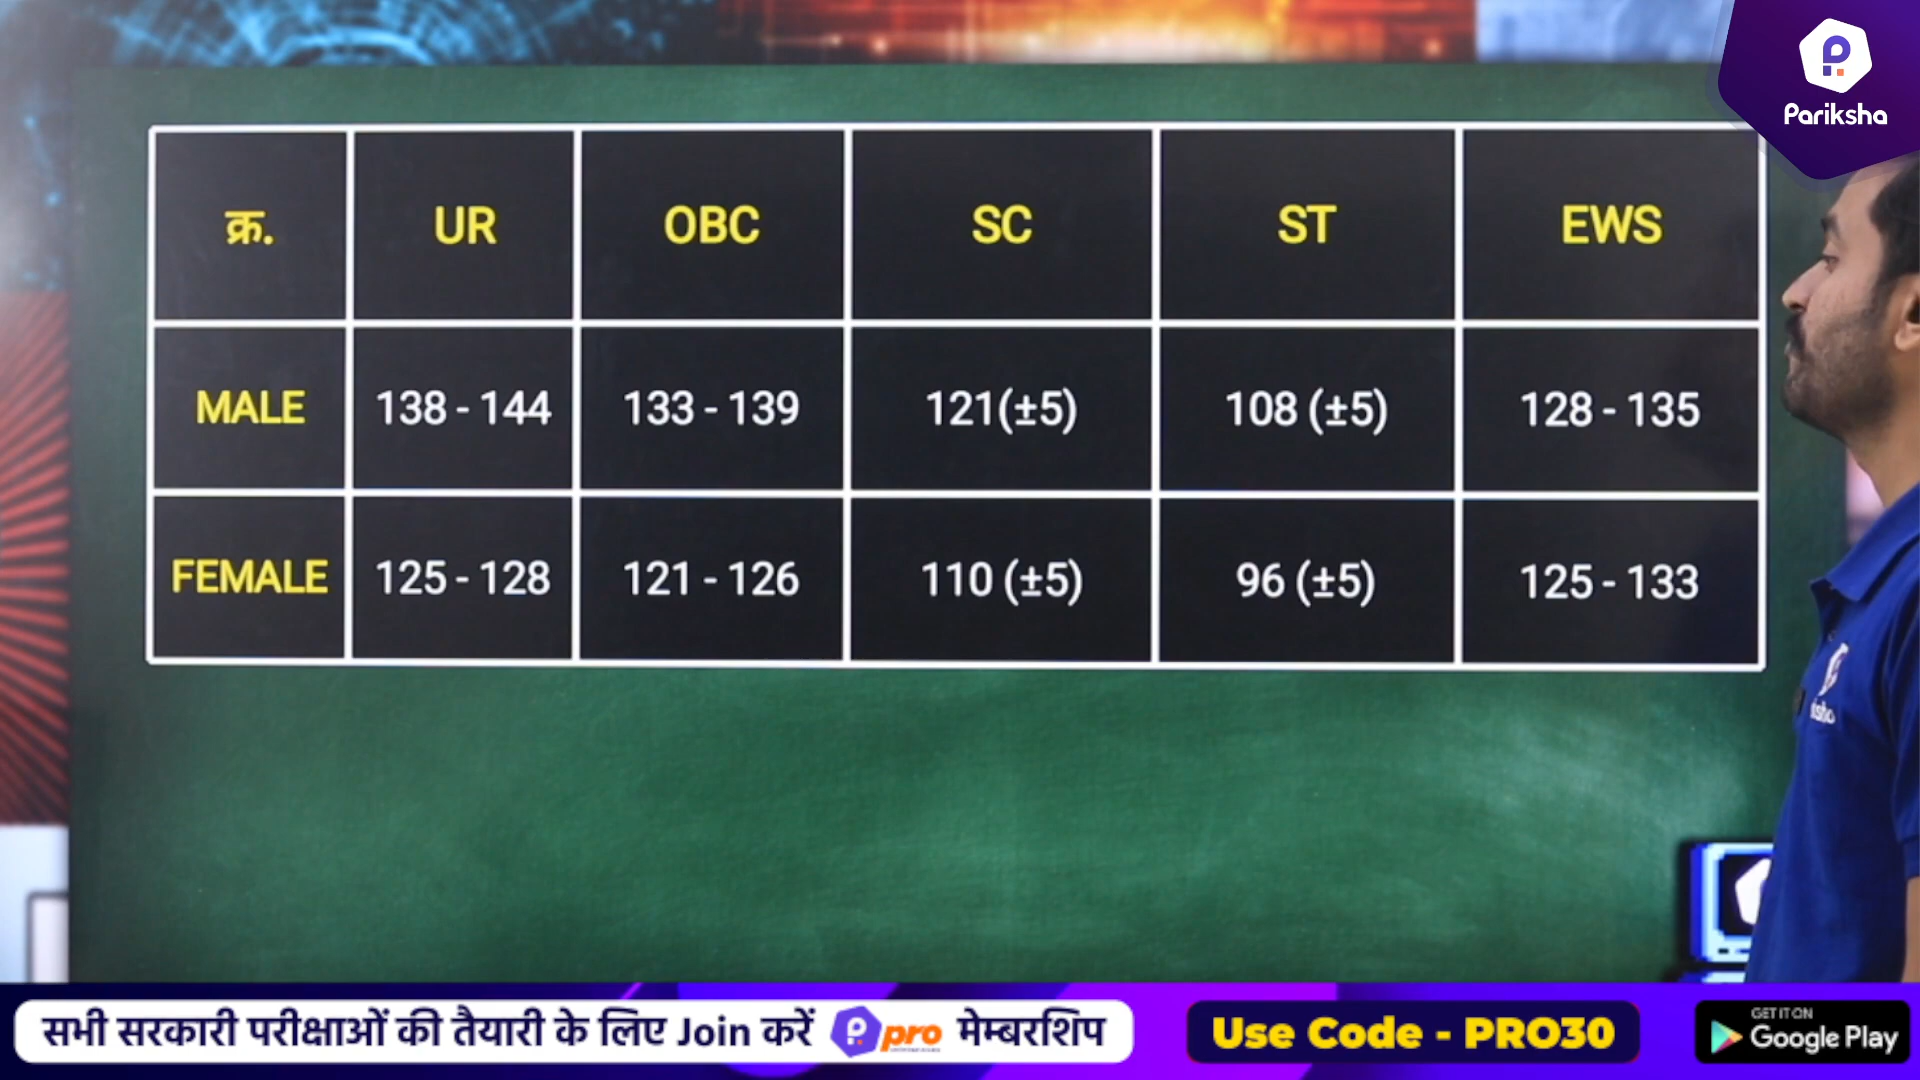 Pariksha
क्र. UR OBC SC ST EWS
MALE 138 - 144 133 - 139 121(±5) 108 (±5) 128 - 135
FEMALE 125 - 128 121 - 126 110 (±5) 96 (±5) 125 - 133
सभी सरकारी परीक्षाओं की तैयारी के लिए Join करें pro मेम्बरशिप
Use Code - PRO30
GET IT ON
Google Play